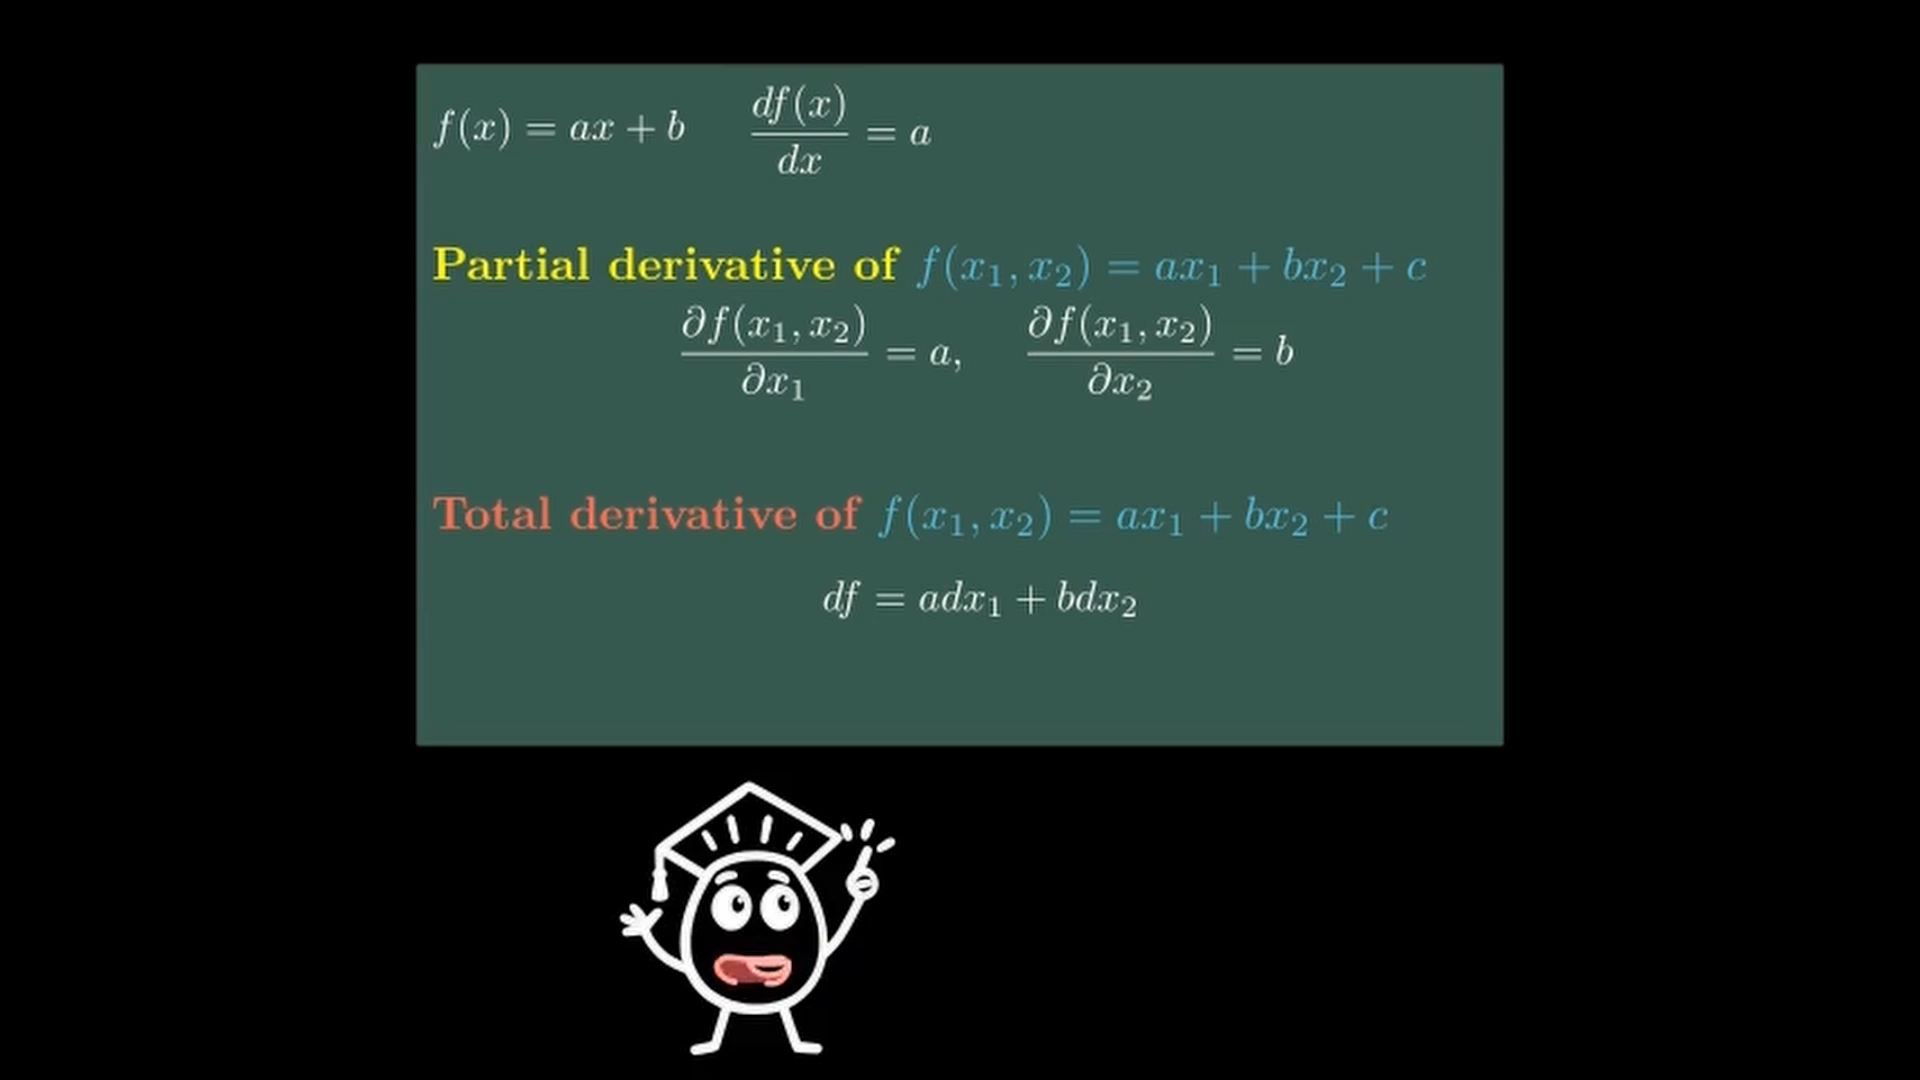 f(x) = ax + b    df(x)/dx = a
Partial derivative of f(x₁, x₂) = ax₁ + bx₂ + c
∂f(x₁, x₂)/∂x₁ = a,    ∂f(x₁, x₂)/∂x₂ = b
Total derivative of f(x₁, x₂) = ax₁ + bx₂ + c
df = adx₁ + bdx₂